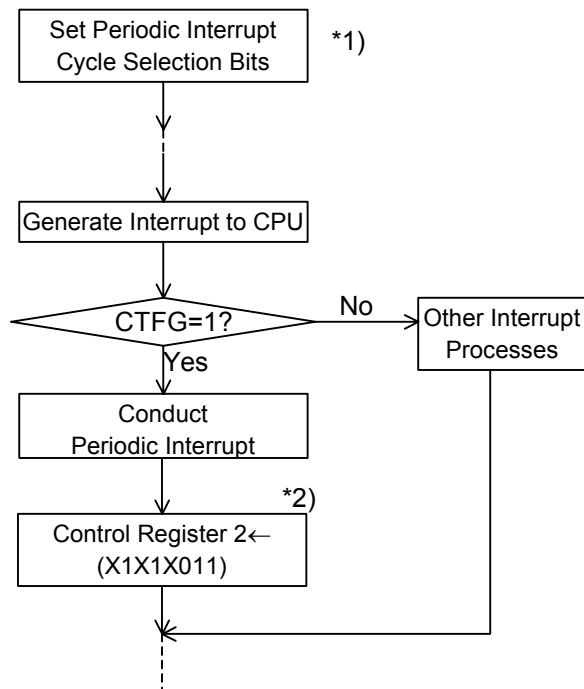 Set Periodic Interrupt
Cycle Selection Bits
*1)
Generate Interrupt to CPU
CTFG=1?
No
Other Interrupt
Processes
Yes
Conduct
Periodic Interrupt
*2)
Control Register 2←
(X1X1X011)